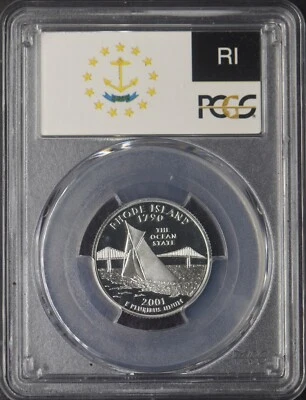 RI
PCGS
RHODE ISLAND
1790
THE
OCEAN
STATE
2001
E PLURIBUS UNUM